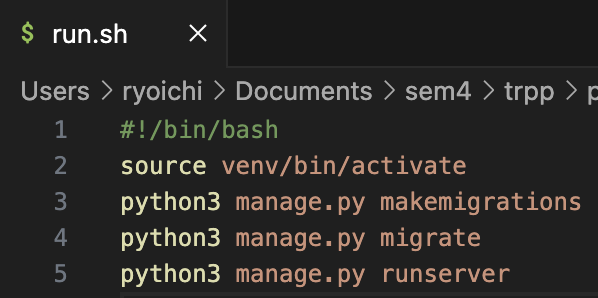 $ run.sh ×
Users > ryoichi > Documents > sem4 > trpp > p
1 #!/bin/bash
2 source venv/bin/activate
3 python3 manage.py makemigrations
4 python3 manage.py migrate
5 python3 manage.py runserver